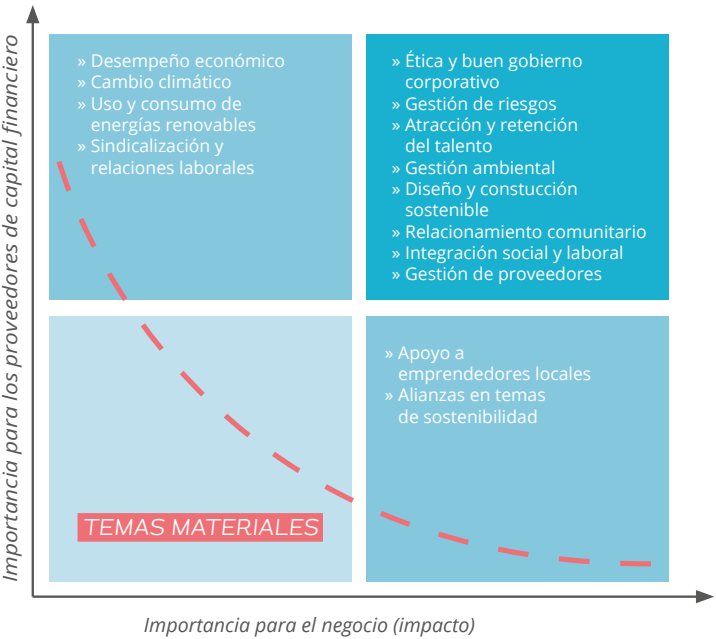 Importancia para los proveedores de capital financiero
» Desempeño económico
» Cambio climático
» Uso y consumo de
energías renovables
» Sindicalización y
relaciones laborales
» Ética y buen gobierno
corporativo
» Gestión de riesgos
» Atracción y retención
del talento
» Gestión ambiental
» Diseño y constucción
sostenible
» Relacionamiento comunitario
» Integración social y laboral
» Gestión de proveedores
» Apoyo a
emprendedores locales
» Alianzas en temas
de sostenibilidad
TEMAS MATERIALES
Importancia para el negocio (impacto)